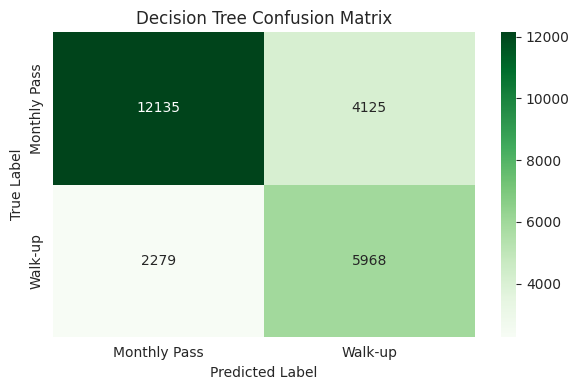 Decision Tree Confusion Matrix
True Label
Monthly Pass
12135
4125
Walk-up
2279
5968
Monthly Pass
Walk-up
Predicted Label
12000
10000
8000
6000
4000